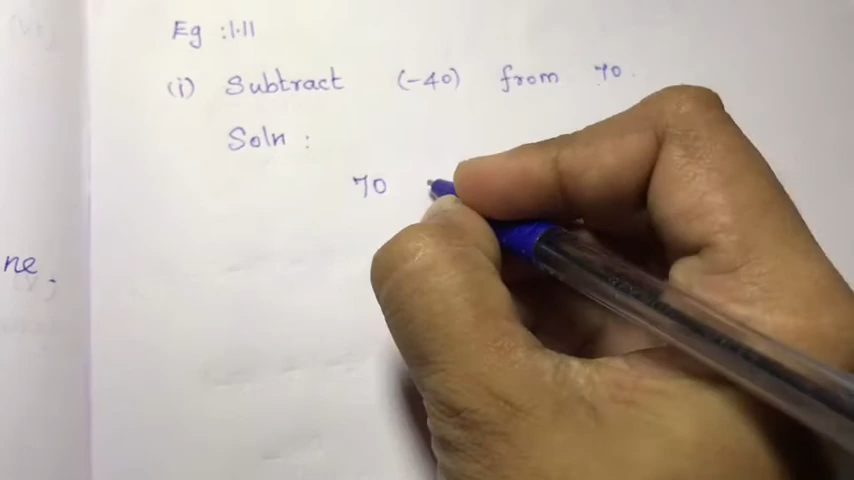 Eg : 1.11
(i) Subtract (-40) from 70.
Soln :
70
ne.